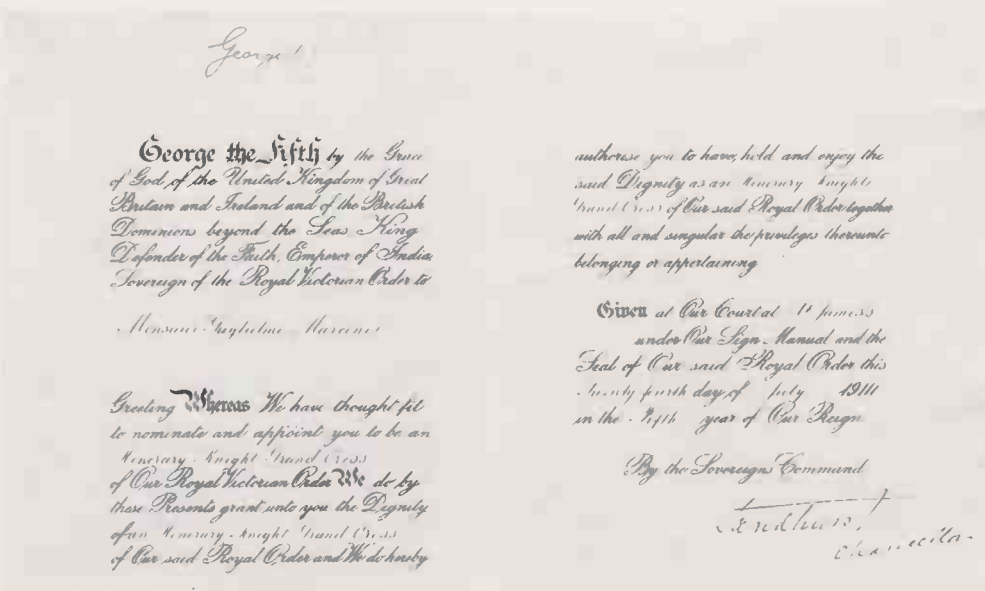 George
George the Fifth by the Grace
of God, of the United Kingdom of Great
Britain and Ireland and of the British
Dominions beyond the Seas King
Defender of the Faith, Emperor of India
Sovereign of the Royal Victorian Order to
Guglielmo Marconi
Greeting Whereas We have thought fit
to nominate and appoint you to be an
Honorary Knight Grand Cross
of Our Royal Victorian Order We do by
these Presents grant unto you the Dignity
of an Honorary Knight Grand Cross
of Our said Royal Order and We do hereby
authorise you to have, hold and enjoy the
said Dignity as an Honorary Knight
Grand Cross of Our said Royal Order together
with all and singular the privileges thereunto
belonging or appertaining
Given at Our Court at St James's
under Our Sign Manual and the
Seal of Our said Royal Order this
Twenty fourth day of July 1914
in the Fifth year of Our Reign
By the Sovereign's Command
Chancellor